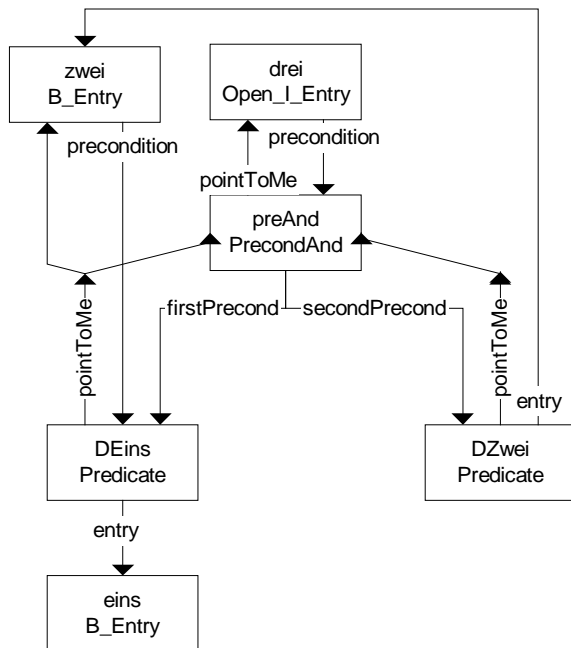 zwei
B_Entry
drei
Open_I_Entry
precondition
precondition
pointToMe
preAnd
PrecondAnd
firstPrecond
secondPrecond
pointToMe
pointToMe
entry
DEins
Predicate
DZwei
Predicate
entry
eins
B_Entry